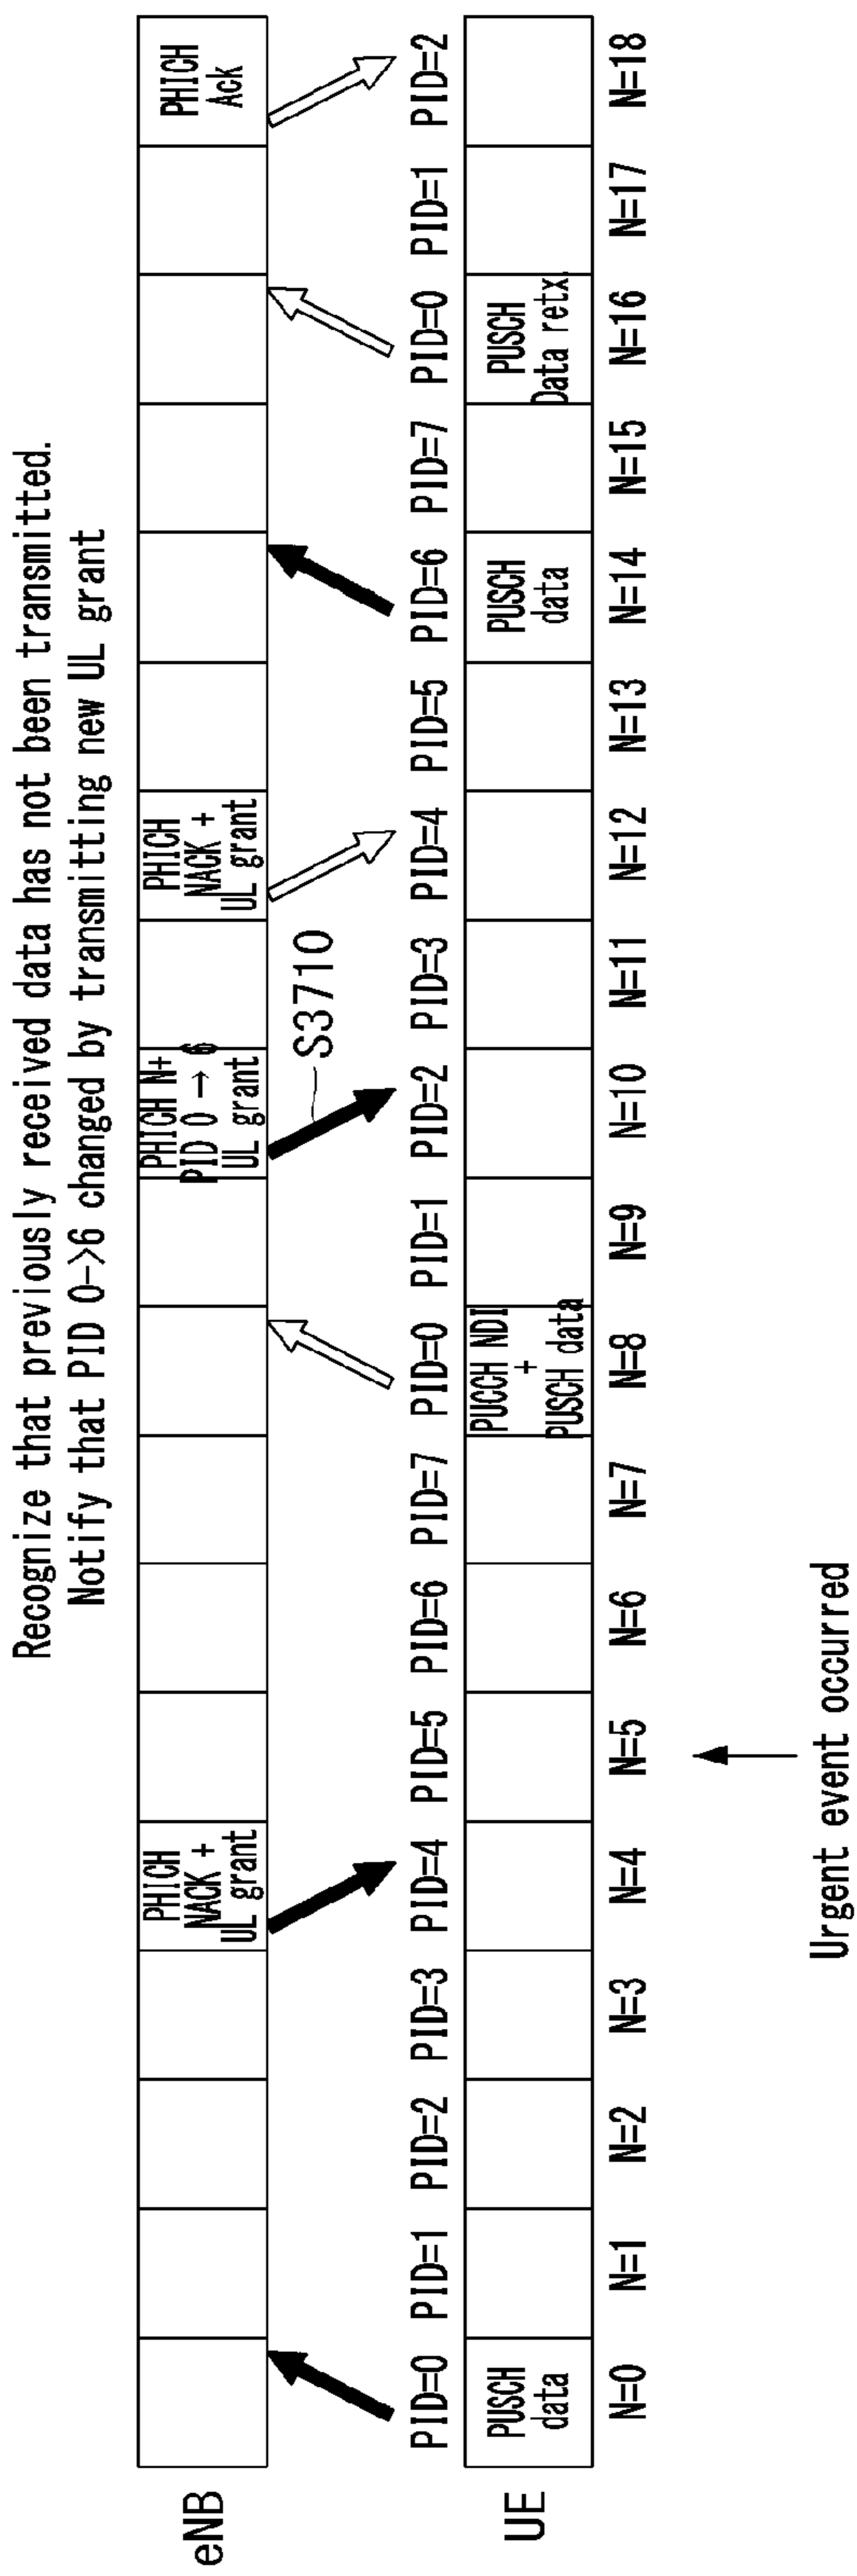 Recognize that previously received data has not been transmitted.
Notify that PID 0->6 changed by transmitting new UL grant
eNB
PHICH
NACK +
UL grant
PHICH N+
PID 0 → 6
UL grant
PHICH
NACK +
UL grant
PHICH
Ack
S3710
PID=0
PID=1
PID=2
PID=3
PID=4
PID=5
PID=6
PID=7
PID=0
PID=1
PID=2
PID=3
PID=4
PID=5
PID=6
PID=7
PID=0
PID=1
PID=2
UE
PUSCH
data
PUCCH NDI
+
PUSCH data
PUSCH
data
PUSCH
Data retx.
N=0
N=1
N=2
N=3
N=4
N=5
N=6
N=7
N=8
N=9
N=10
N=11
N=12
N=13
N=14
N=15
N=16
N=17
N=18
Urgent event occurred